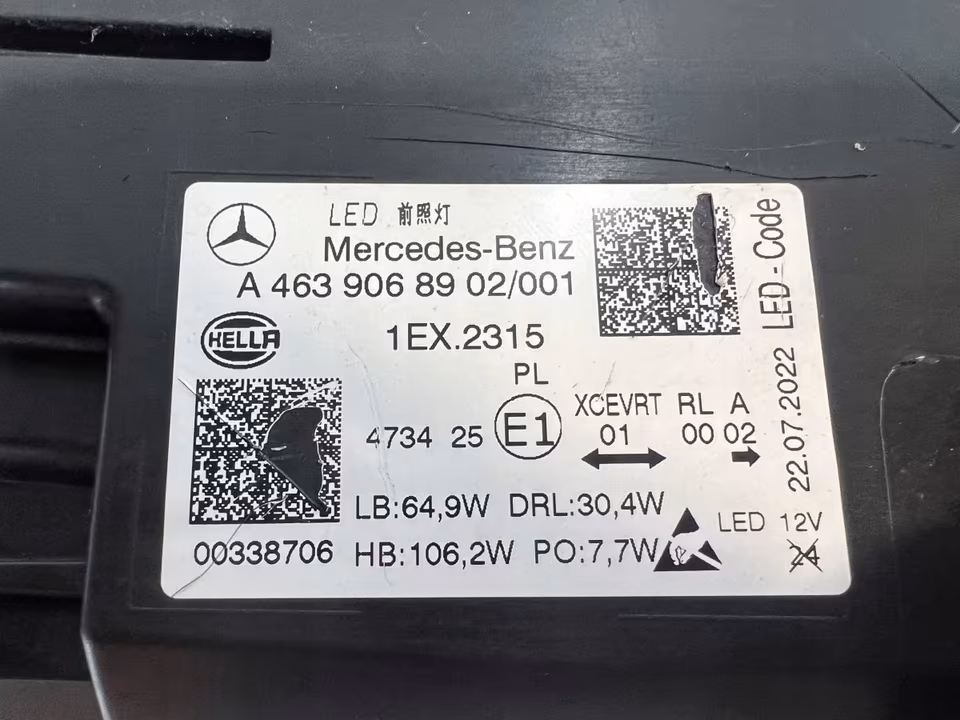 LED 前照灯
Mercedes-Benz
A 463 906 89 02/001
HELLA
1EX.2315
PL
4734 25 E1
XCEVRT RL A
01 00 02
LB:64,9W DRL:30,4W
00338706 HB:106,2W PO:7,7W
LED 12V
24
22.07.2022 LED-Code